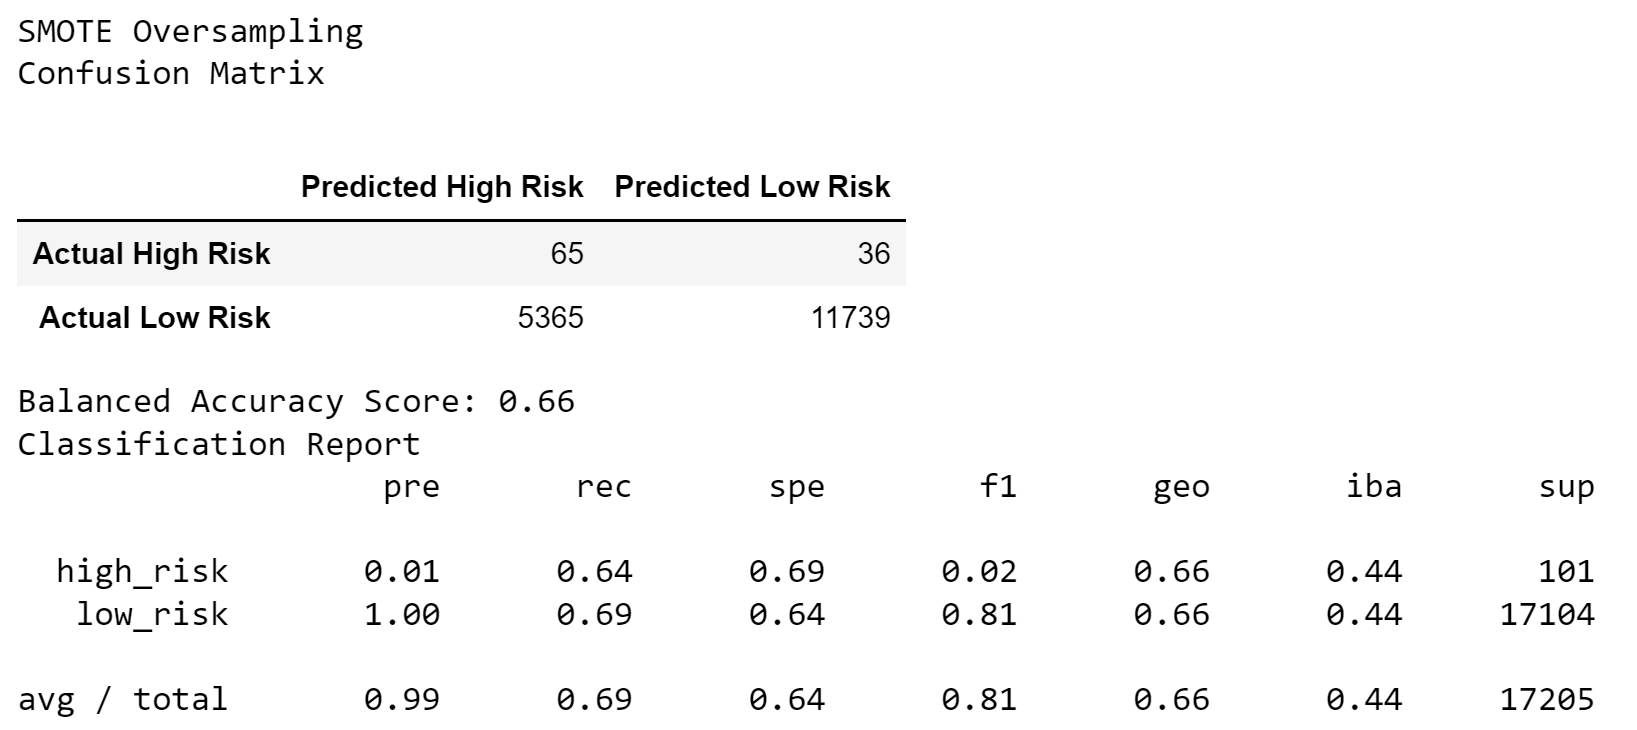 SMOTE Oversampling
Confusion Matrix
Predicted High Risk Predicted Low Risk
Actual High Risk 65 36
Actual Low Risk 5365 11739
Balanced Accuracy Score: 0.66
Classification Report
pre rec spe f1 geo iba sup
high_risk 0.01 0.64 0.69 0.02 0.66 0.44 101
low_risk 1.00 0.69 0.64 0.81 0.66 0.44 17104
avg / total 0.99 0.69 0.64 0.81 0.66 0.44 17205